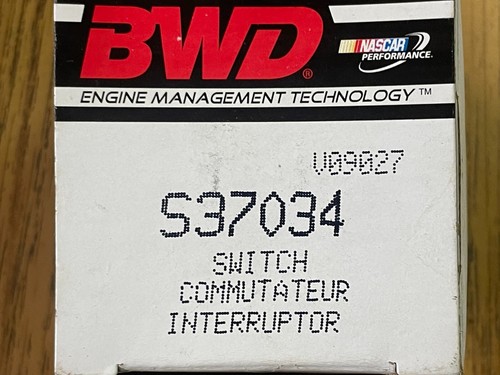 BWD®
NASCAR
PERFORMANCE.
ENGINE MANAGEMENT TECHNOLOGY™
V09027
S37034
SWITCH
COMMUTATEUR
INTERRUPTOR